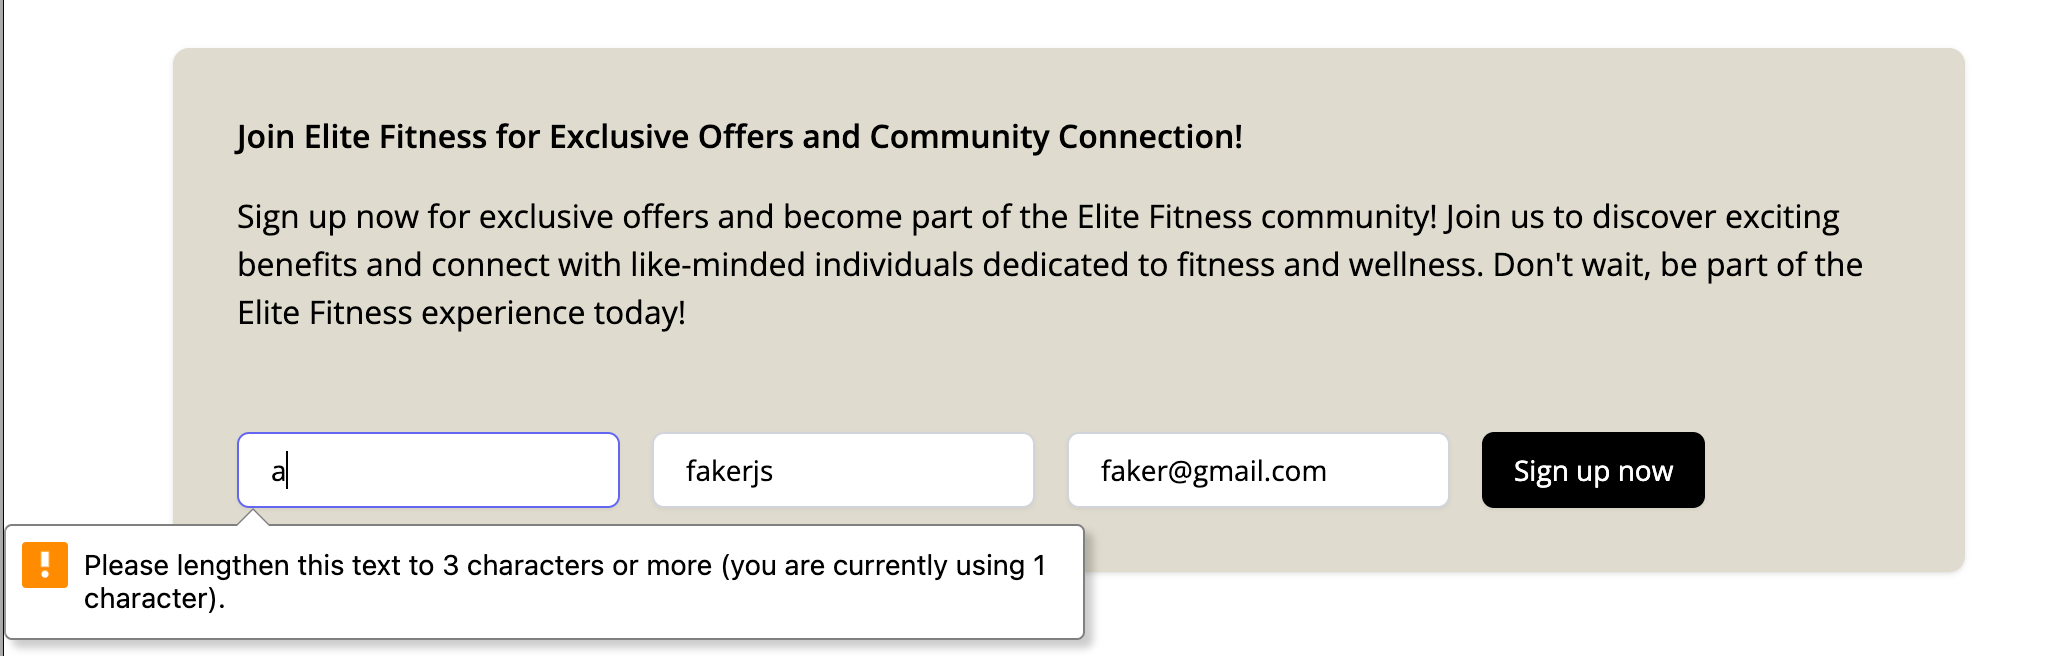 Join Elite Fitness for Exclusive Offers and Community Connection!
Sign up now for exclusive offers and become part of the Elite Fitness community! Join us to discover exciting
benefits and connect with like-minded individuals dedicated to fitness and wellness. Don't wait, be part of the
Elite Fitness experience today!
a
fakerjs
faker@gmail.com
Sign up now
Please lengthen this text to 3 characters or more (you are currently using 1
character).